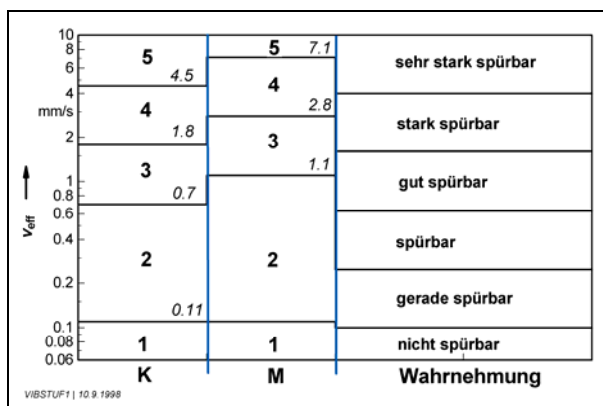 10
8
6
4
mm/s
2
1
0.8
0.6
0.4
0.2
0.1
0.08
0.06
v eff
5
4.5
4
1.8
3
0.7
2
0.11
1
K
5 7.1
4
2.8
3
1.1
2
1
M
sehr stark spürbar
stark spürbar
gut spürbar
spürbar
gerade spürbar
nicht spürbar
Wahrnehmung
VIBSTUF1 | 10.9.1998